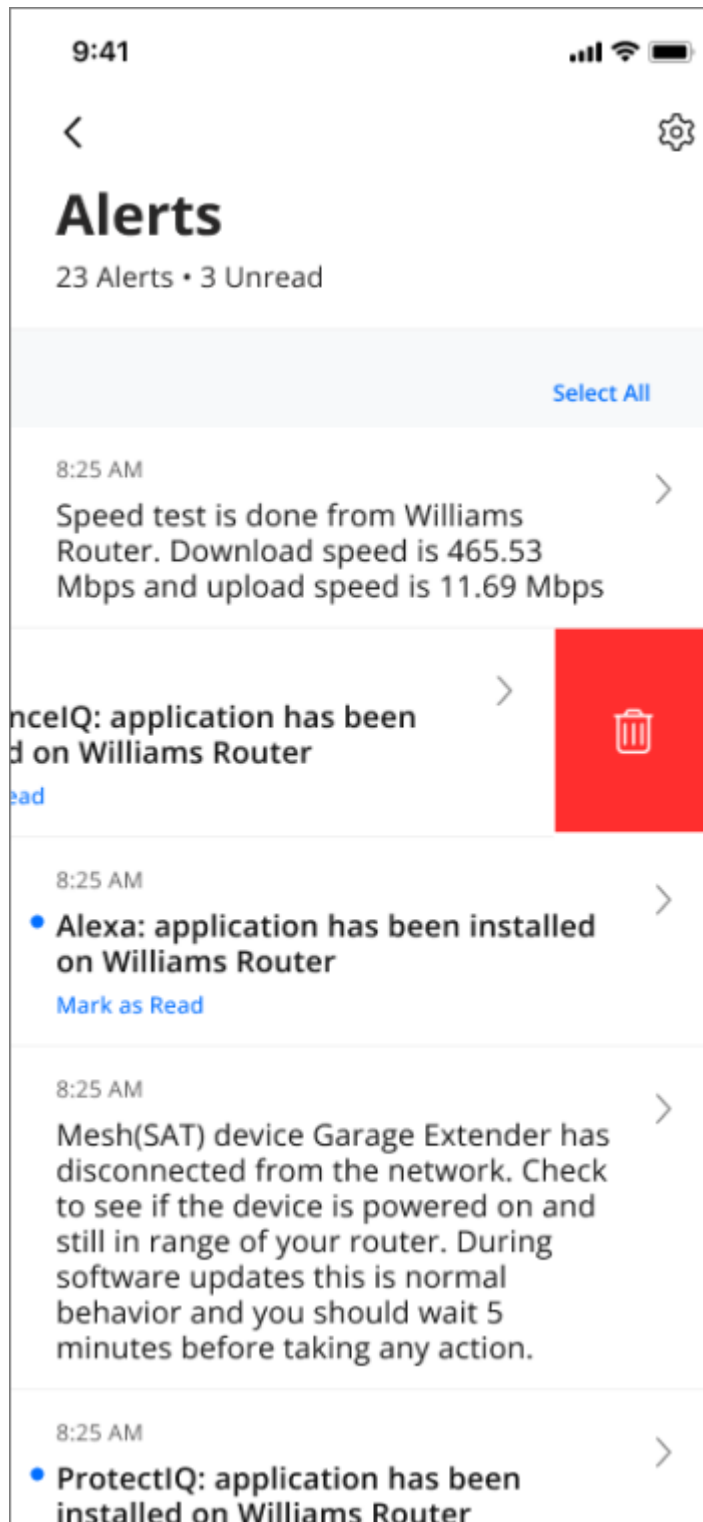 9:41
Alerts
23 Alerts • 3 Unread
Select All
8:25 AM
Speed test is done from Williams
Router. Download speed is 465.53
Mbps and upload speed is 11.69 Mbps
nceIQ: application has been
d on Williams Router
ead
8:25 AM
Alexa: application has been installed
on Williams Router
Mark as Read
8:25 AM
Mesh(SAT) device Garage Extender has
disconnected from the network. Check
to see if the device is powered on and
still in range of your router. During
software updates this is normal
behavior and you should wait 5
minutes before taking any action.
8:25 AM
ProtectIQ: application has been
installed on Williams Router